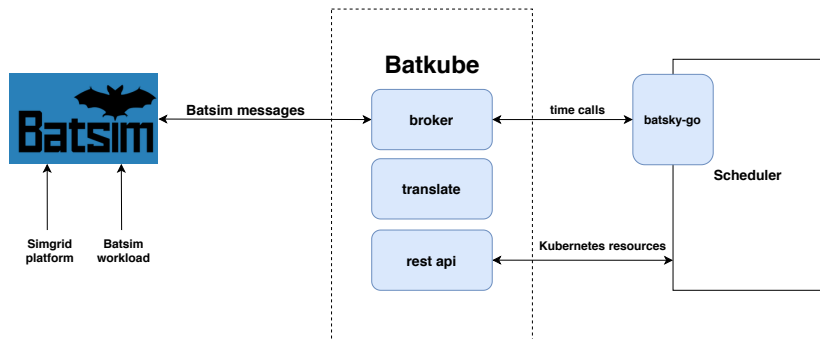 Batkube
Batsim
Batsim messages
broker
time calls
batsky-go
translate
Scheduler
Simgrid
platform
Batsim
workload
rest api
Kubernetes resources